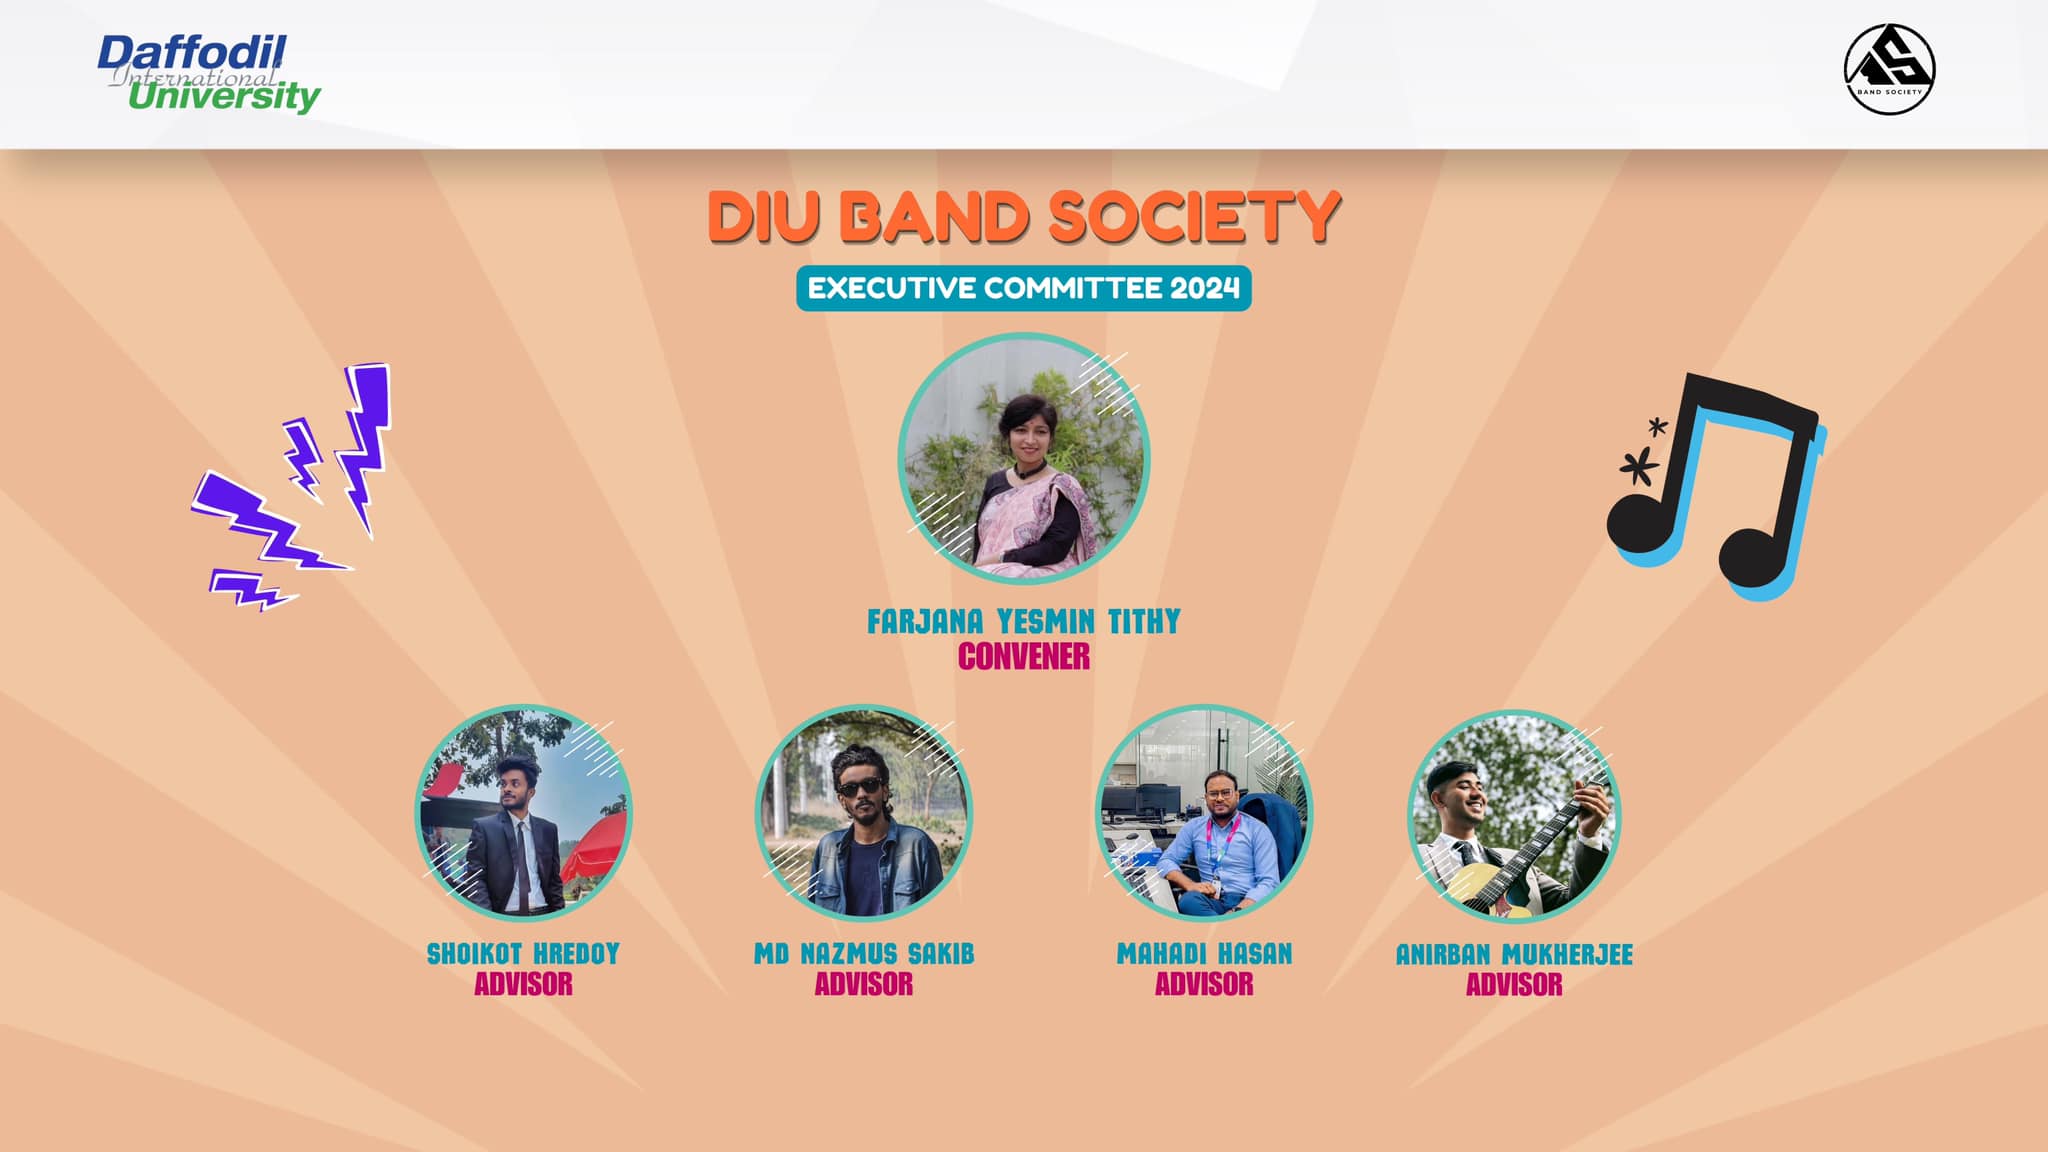 Daffodil
International
University
BAND SOCIETY
DIU BAND SOCIETY
EXECUTIVE COMMITTEE 2024
FARJANA YESMIN TITHY
CONVENER
SHOIKOT HREDOY
ADVISOR
MD NAZMUS SAKIB
ADVISOR
MAHADI HASAN
ADVISOR
ANIRBAN MUKHERJEE
ADVISOR